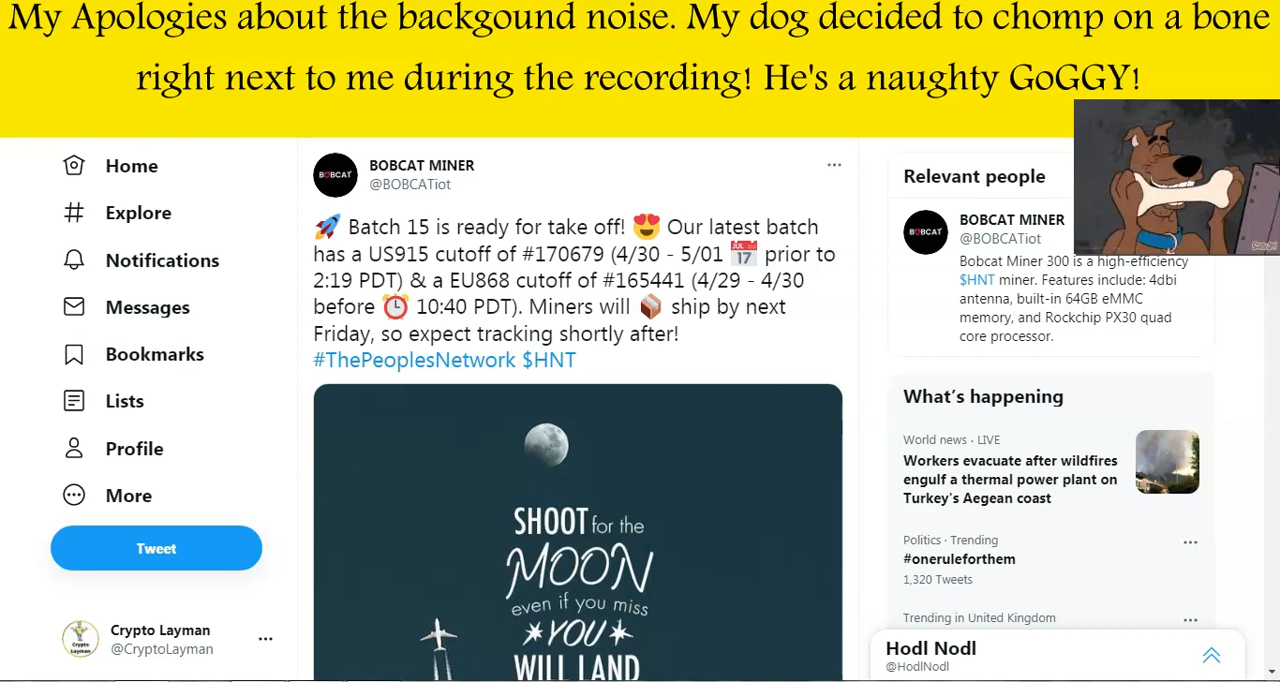 My Apologies about the backgound noise. My dog decided to chomp on a bone
right next to me during the recording! He's a naughty GoGGY!
Home
Explore
Notifications
Messages
Bookmarks
Lists
Profile
More
Tweet
Crypto Layman
@CryptoLayman
BOBCAT
BOBCAT MINER
@BOBCATiot
🚀 Batch 15 is ready for take off! 😍 Our latest batch
has a US915 cutoff of #170679 (4/30 - 5/01 📅 prior to
2:19 PDT) & a EU868 cutoff of #165441 (4/29 - 4/30
before ⏰ 10:40 PDT). Miners will 📦 ship by next
Friday, so expect tracking shortly after!
#ThePeoplesNetwork $HNT
SHOOT for the
MOON
even if you miss
YOU
WILL LAND
Relevant people
BOBCAT
BOBCAT MINER
@BOBCATiot
Bobcat Miner 300 is a high-efficiency
$HNT miner. Features include: 4dbi
antenna, built-in 64GB eMMC
memory, and Rockchip PX30 quad
core processor.
What's happening
World news · LIVE
Workers evacuate after wildfires
engulf a thermal power plant on
Turkey's Aegean coast
Politics · Trending
#oneruleforthem
1,320 Tweets
Trending in United Kingdom
Hodl Nodl
@HodlNodl